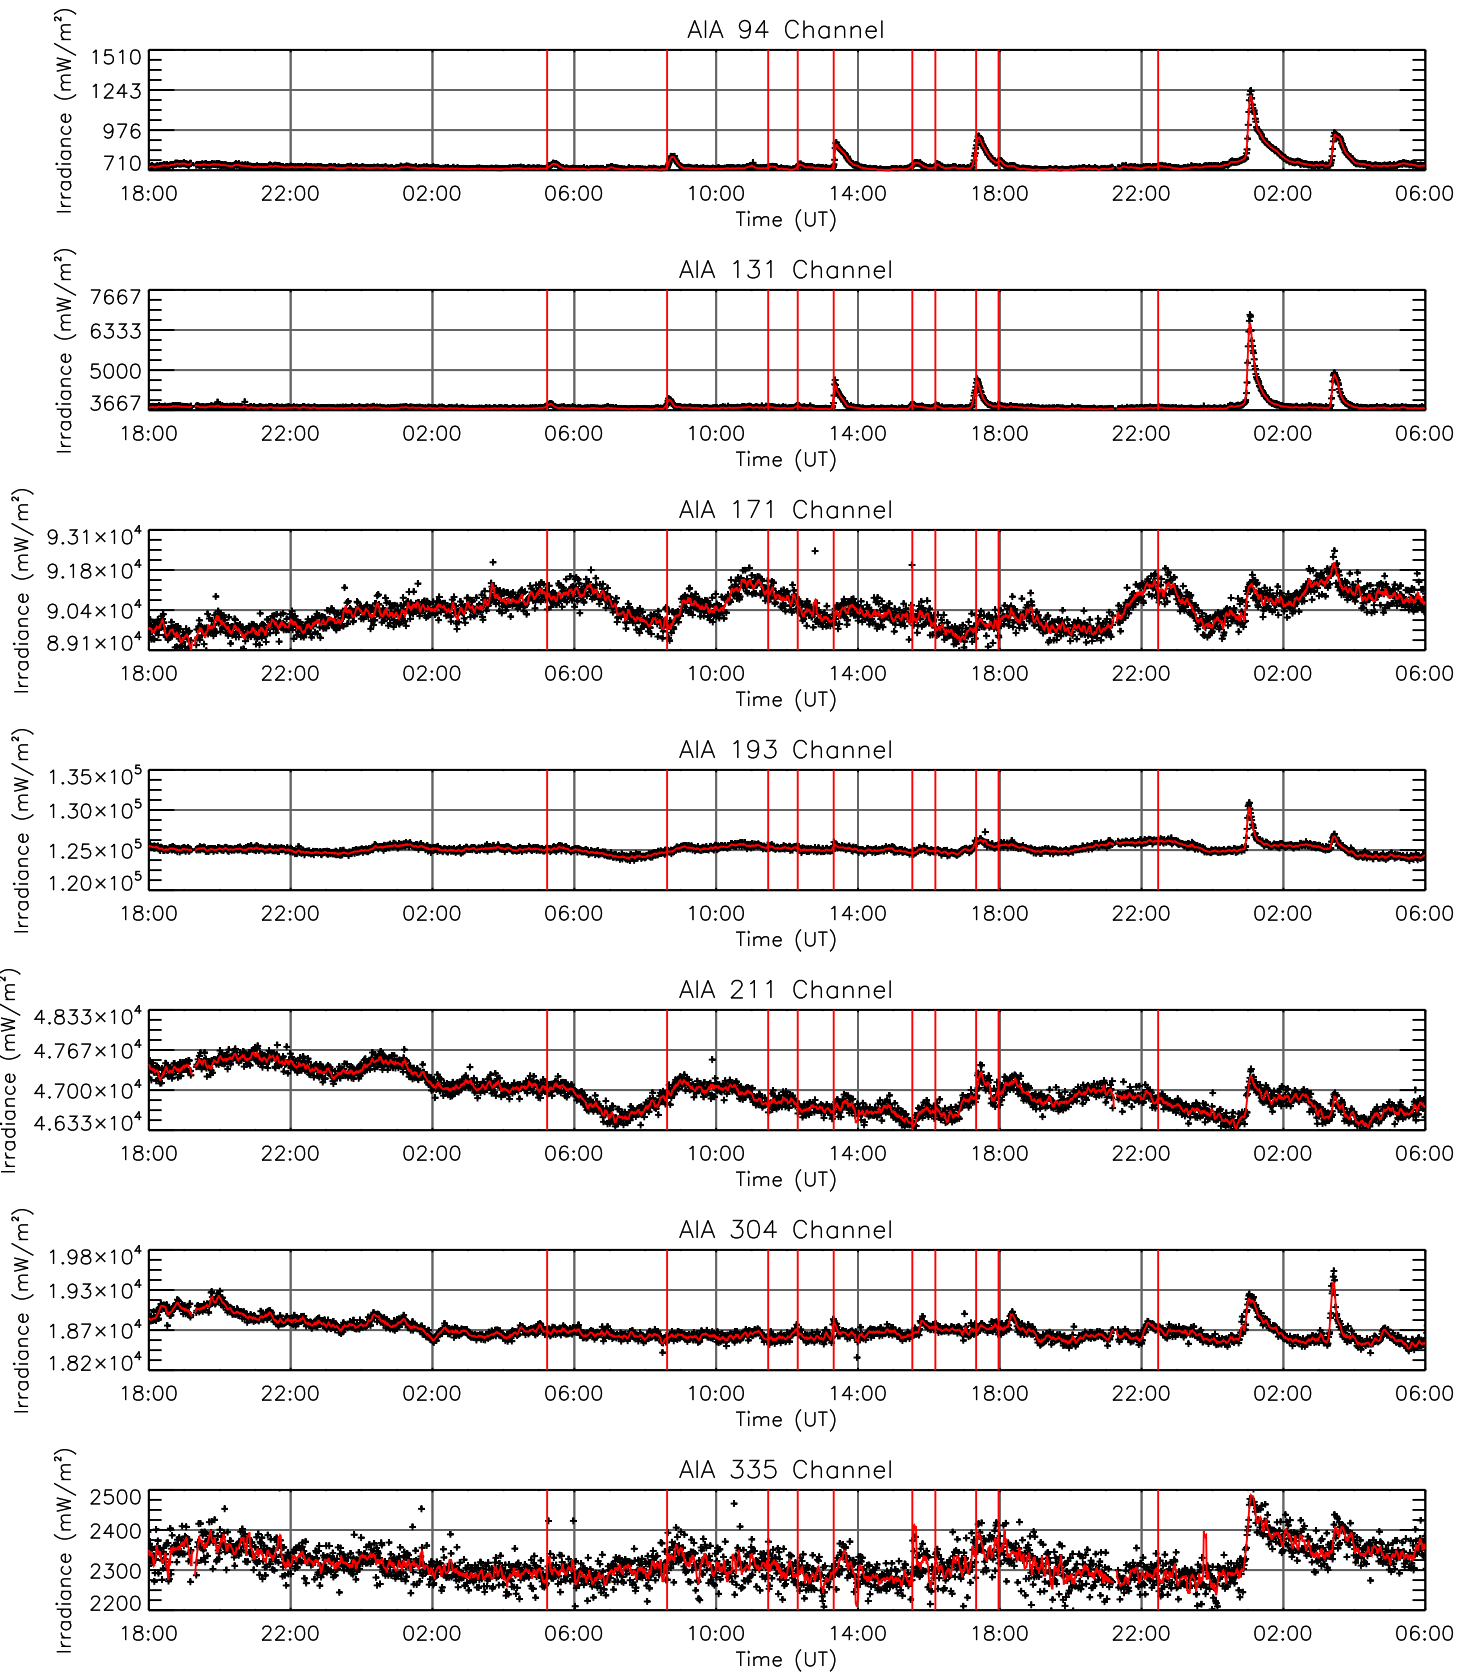 AIA 94 Channel
Irradiance (mW/m²)
1510
1243
976
710
18:00 22:00 02:00 06:00 10:00 14:00 18:00 22:00 02:00 06:00
Time (UT)
AIA 131 Channel
Irradiance (mW/m²)
7667
6333
5000
3667
18:00 22:00 02:00 06:00 10:00 14:00 18:00 22:00 02:00 06:00
Time (UT)
AIA 171 Channel
Irradiance (mW/m²)
9.31×10⁴
9.18×10⁴
9.04×10⁴
8.91×10⁴
18:00 22:00 02:00 06:00 10:00 14:00 18:00 22:00 02:00 06:00
Time (UT)
AIA 193 Channel
Irradiance (mW/m²)
1.35×10⁵
1.30×10⁵
1.25×10⁵
1.20×10⁵
18:00 22:00 02:00 06:00 10:00 14:00 18:00 22:00 02:00 06:00
Time (UT)
AIA 211 Channel
Irradiance (mW/m²)
4.833×10⁴
4.767×10⁴
4.700×10⁴
4.633×10⁴
18:00 22:00 02:00 06:00 10:00 14:00 18:00 22:00 02:00 06:00
Time (UT)
AIA 304 Channel
Irradiance (mW/m²)
1.98×10⁴
1.93×10⁴
1.87×10⁴
1.82×10⁴
18:00 22:00 02:00 06:00 10:00 14:00 18:00 22:00 02:00 06:00
Time (UT)
AIA 335 Channel
Irradiance (mW/m²)
2500
2400
2300
2200
18:00 22:00 02:00 06:00 10:00 14:00 18:00 22:00 02:00 06:00
Time (UT)